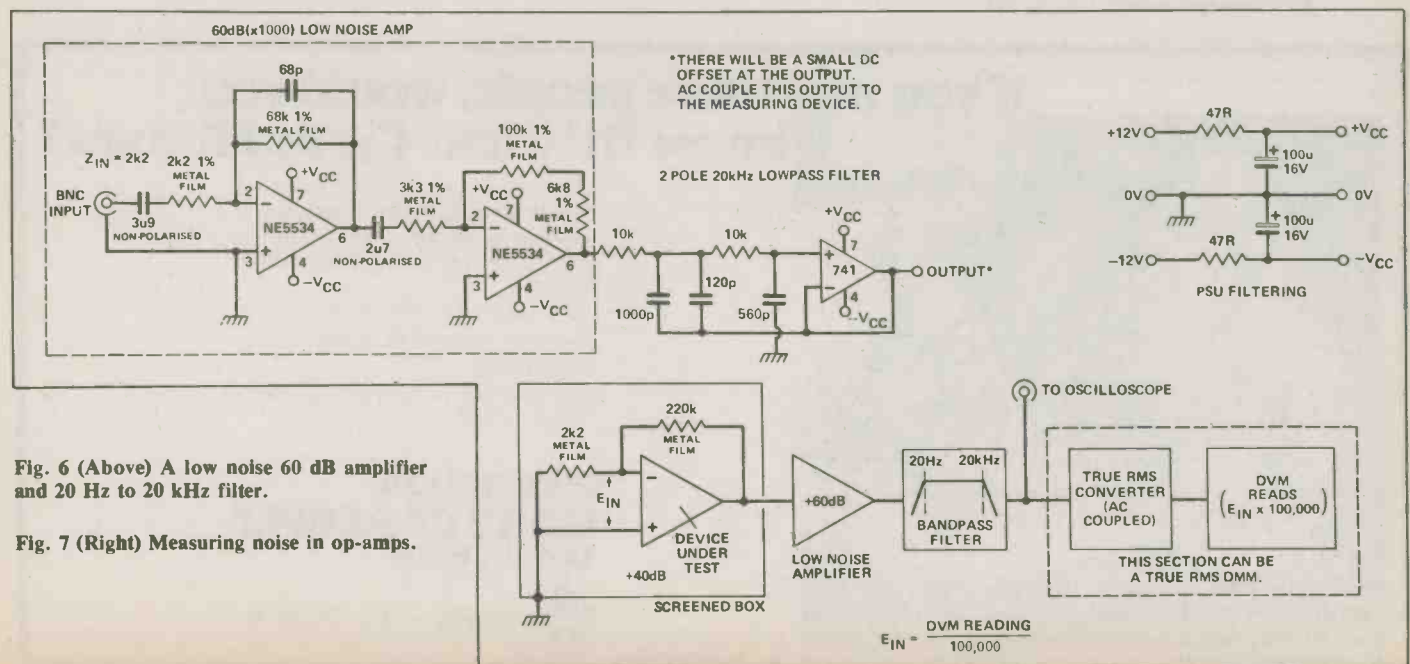 60dB(x1000) LOW NOISE AMP
68p
68k 1%
METAL FILM
Z_IN = 2k2
2k2 1%
METAL
FILM
BNC
INPUT
3u9
NON-POLARISED
2
−
+VCC
7
NE5534
6
+
3
4
−VCC
2u7
NON-POLARISED
3k3 1%
METAL
FILM
100k 1%
METAL
FILM
6k8
1%
METAL
FILM
+VCC
7
2
−
NE5534
6
+
3
4
−VCC
*THERE WILL BE A SMALL DC
OFFSET AT THE OUTPUT.
AC COUPLE THIS OUTPUT TO
THE MEASURING DEVICE.
2 POLE 20kHz LOWPASS FILTER
10k
10k
1000p
120p
560p
+VCC
7
+
741
−
4
−VCC
OUTPUT*
+12V
47R
+VCC
+
100u
16V
0V
0V
+
100u
16V
−12V
47R
−VCC
PSU FILTERING
Fig. 6 (Above) A low noise 60 dB amplifier
and 20 Hz to 20 kHz filter.
Fig. 7 (Right) Measuring noise in op-amps.
2k2
METAL
FILM
220k
METAL
FILM
E_IN
−
+
DEVICE
UNDER
TEST
+40dB
SCREENED BOX
+60dB
LOW NOISE
AMPLIFIER
20Hz
20kHz
BANDPASS
FILTER
TO OSCILLOSCOPE
TRUE RMS
CONVERTER
(AC
COUPLED)
DVM
READS
(E_IN x 100,000)
THIS SECTION CAN BE
A TRUE RMS DMM.
E_IN = DVM READING
100,000